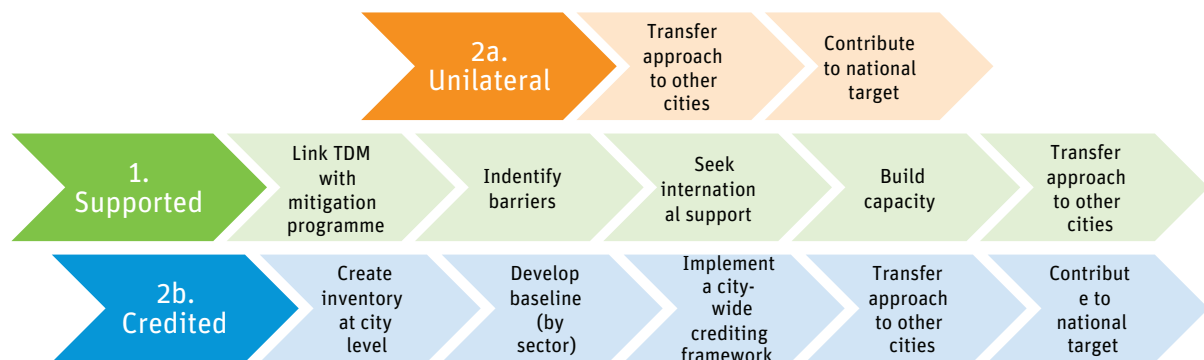 2a.
Unilateral
Transfer
approach
to other
cities
Contribute
to national
target
1.
Supported
Link TDM
with
mitigation
programme
Indentify
barriers
Seek
internation
al support
Build
capacity
Transfer
approach
to other
cities
2b.
Credited
Create
inventory
at city
level
Develop
baseline
(by
sector)
Implement
a city-
wide
crediting
framework
Transfer
approach
to other
cities
Contribut
e to
national
target